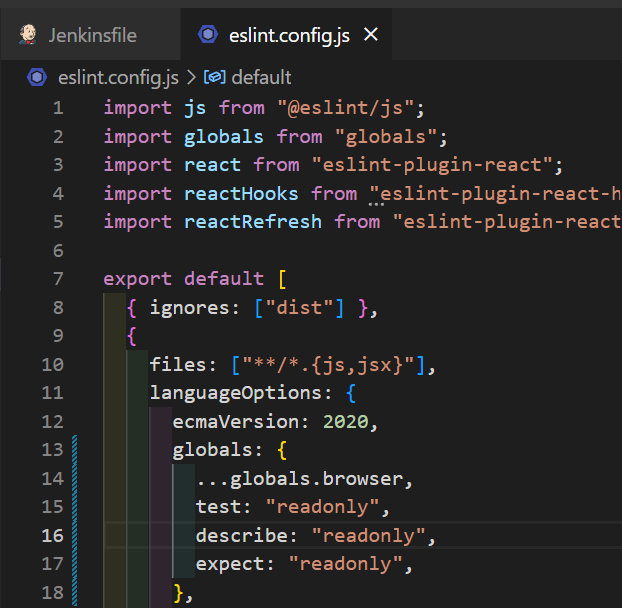 Jenkinsfile eslint.config.js
eslint.config.js > default
1 import js from "@eslint/js";
2 import globals from "globals";
3 import react from "eslint-plugin-react";
4 import reactHooks from "eslint-plugin-react-h
5 import reactRefresh from "eslint-plugin-react
6
7 export default [
8 { ignores: ["dist"] },
9 {
10 files: ["**/*.{js,jsx}"],
11 languageOptions: {
12 ecmaVersion: 2020,
13 globals: {
14 ...globals.browser,
15 test: "readonly",
16 describe: "readonly",
17 expect: "readonly",
18 },